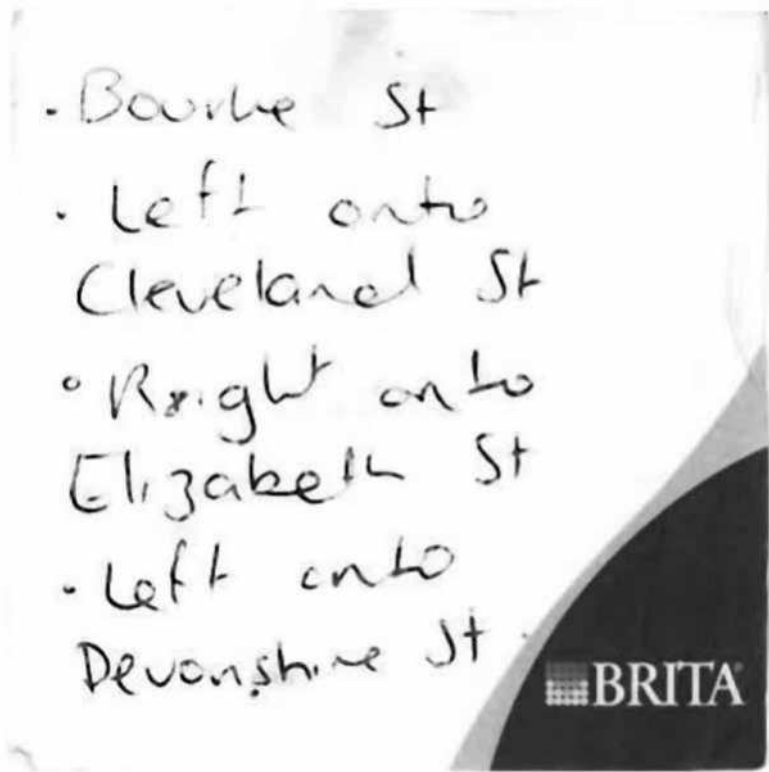 · Bourke St
· Left onto
Cleveland St
· Right onto
Elizabeth St
· Left onto
Devonshire St
BRITA